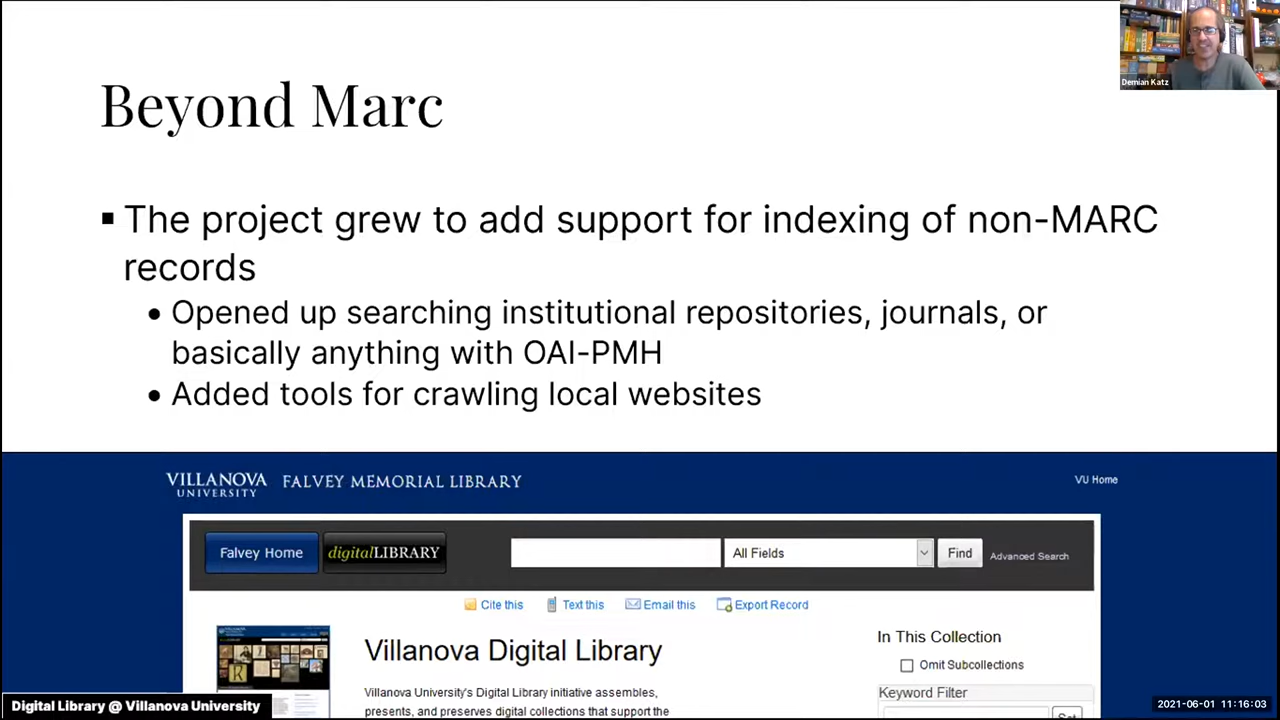 Demian Katz
Beyond Marc
The project grew to add support for indexing of non-MARC
records
Opened up searching institutional repositories, journals, or
basically anything with OAI-PMH
Added tools for crawling local websites
VILLANOVA
UNIVERSITY
FALVEY MEMORIAL LIBRARY
VU Home
Falvey Home
digitalLIBRARY
All Fields
Find
Advanced Search
Cite this
Text this
Email this
Export Record
Villanova Digital Library
In This Collection
Omit Subcollections
Keyword Filter
Villanova University's Digital Library initiative assembles,
presents, and preserves digital collections that support the
Set
Digital Library @ Villanova University
2021-06-01 11:16:03